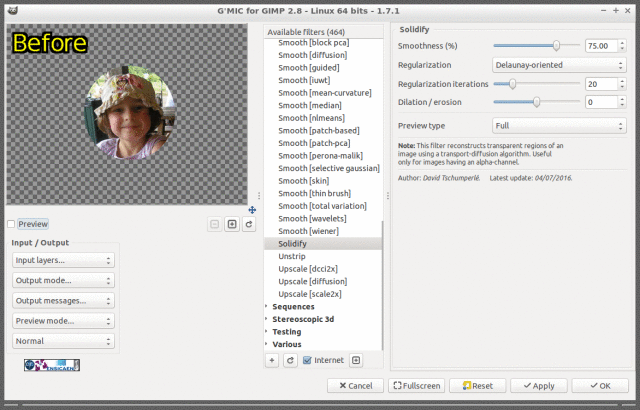 G'MIC for GIMP 2.8 - Linux 64 bits - 1.7.1
Before
Preview
Input / Output
Input layers...
Output mode...
Output messages...
Preview mode...
Normal
ENSICAEN
Available filters (464)
Smooth [block pca]
Smooth [diffusion]
Smooth [guided]
Smooth [iuwt]
Smooth [mean-curvature]
Smooth [median]
Smooth [nlmeans]
Smooth [patch-based]
Smooth [patch-pca]
Smooth [perona-malik]
Smooth [selective gaussian]
Smooth [skin]
Smooth [thin brush]
Smooth [total variation]
Smooth [wavelets]
Smooth [wiener]
Solidify
Unstrip
Upscale [dcci2x]
Upscale [diffusion]
Upscale [scale2x]
Sequences
Stereoscopic 3d
Testing
Various
Internet
Solidify
Smoothness (%) 75.00
Regularization Delaunay-oriented
Regularization iterations 20
Dilation / erosion 0
Preview type Full
Note: This filter reconstructs transparent regions of an
image using a transport-diffusion algorithm. Useful
only for images having an alpha-channel.
Author: David Tschumperlé. Latest update: 04/07/2016.
Cancel Fullscreen Reset Apply OK